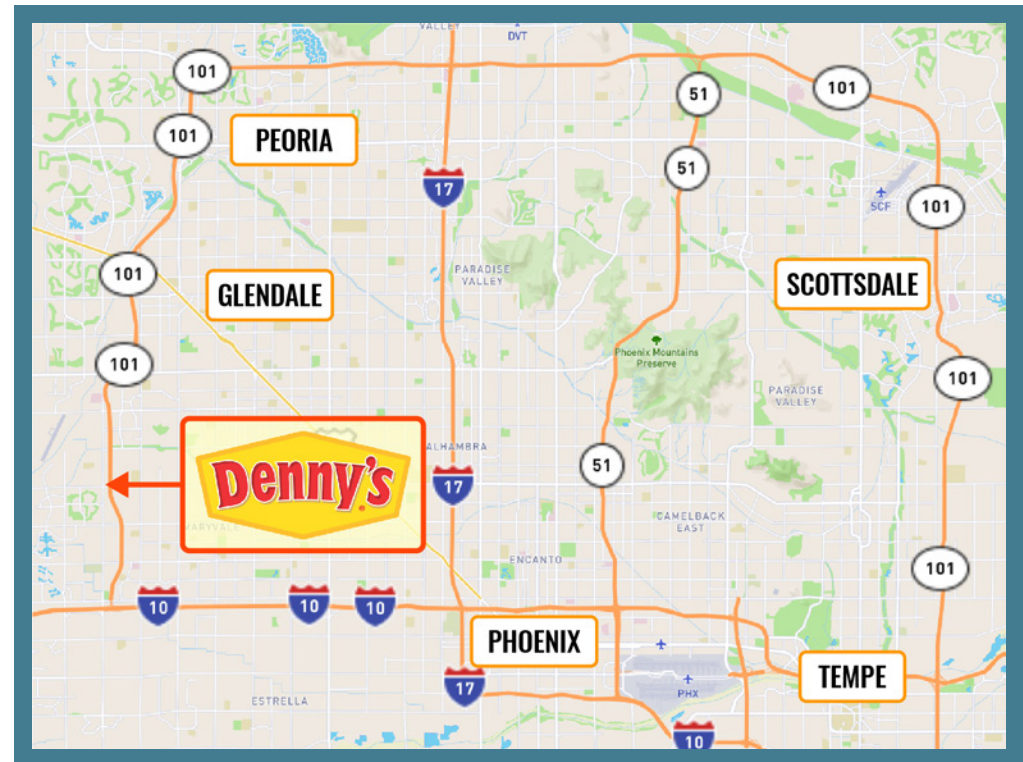 VALLEY
DVT
101
51
101
101
PEORIA
51
17
SCF
101
101
GLENDALE
PARADISE
VALLEY
SCOTTSDALE
Phoenix Mountains
Preserve
101
101
PARADISE
VALLEY
ALHAMBRA
Denny's
17
51
CAMELBACK
EAST
MARYVALE
ENCANTO
101
10
10
10
PHOENIX
TEMPE
17
PHX
ESTRELLA
10